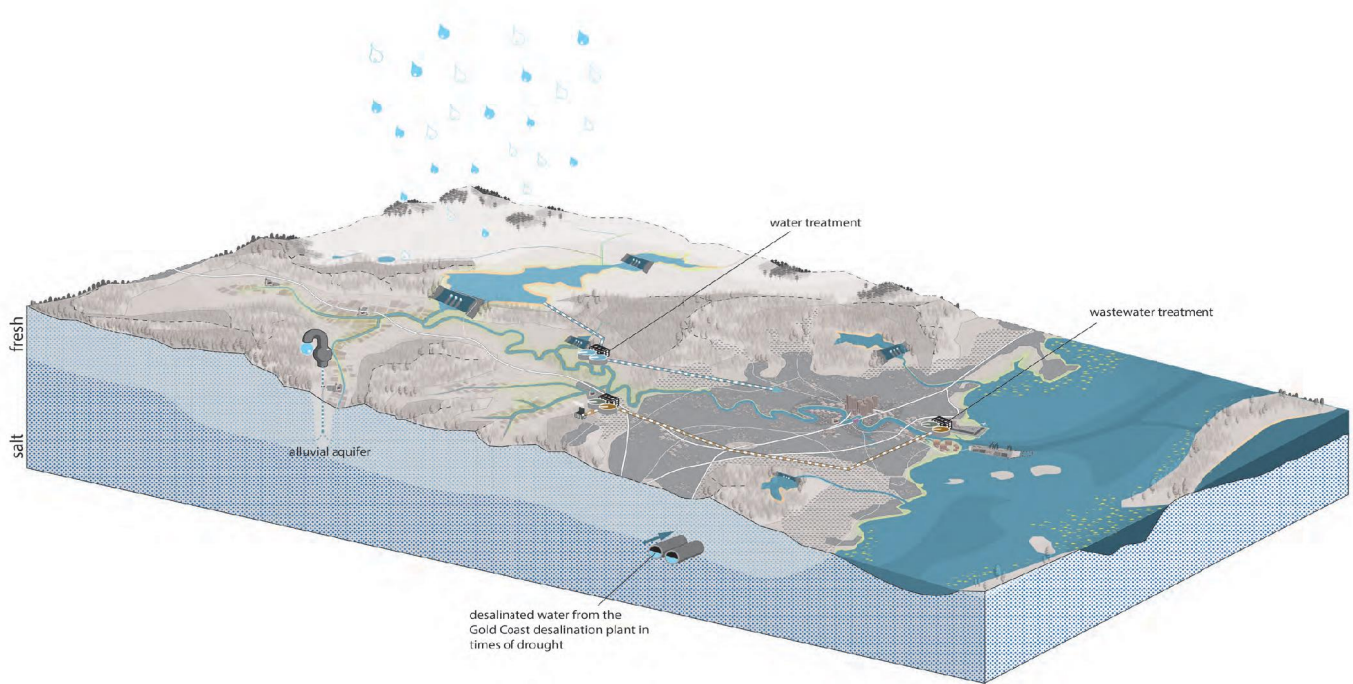 water treatment
wastewater treatment
fresh
salt
alluvial aquifer
desalinated water from the
Gold Coast desalination plant in
times of drought